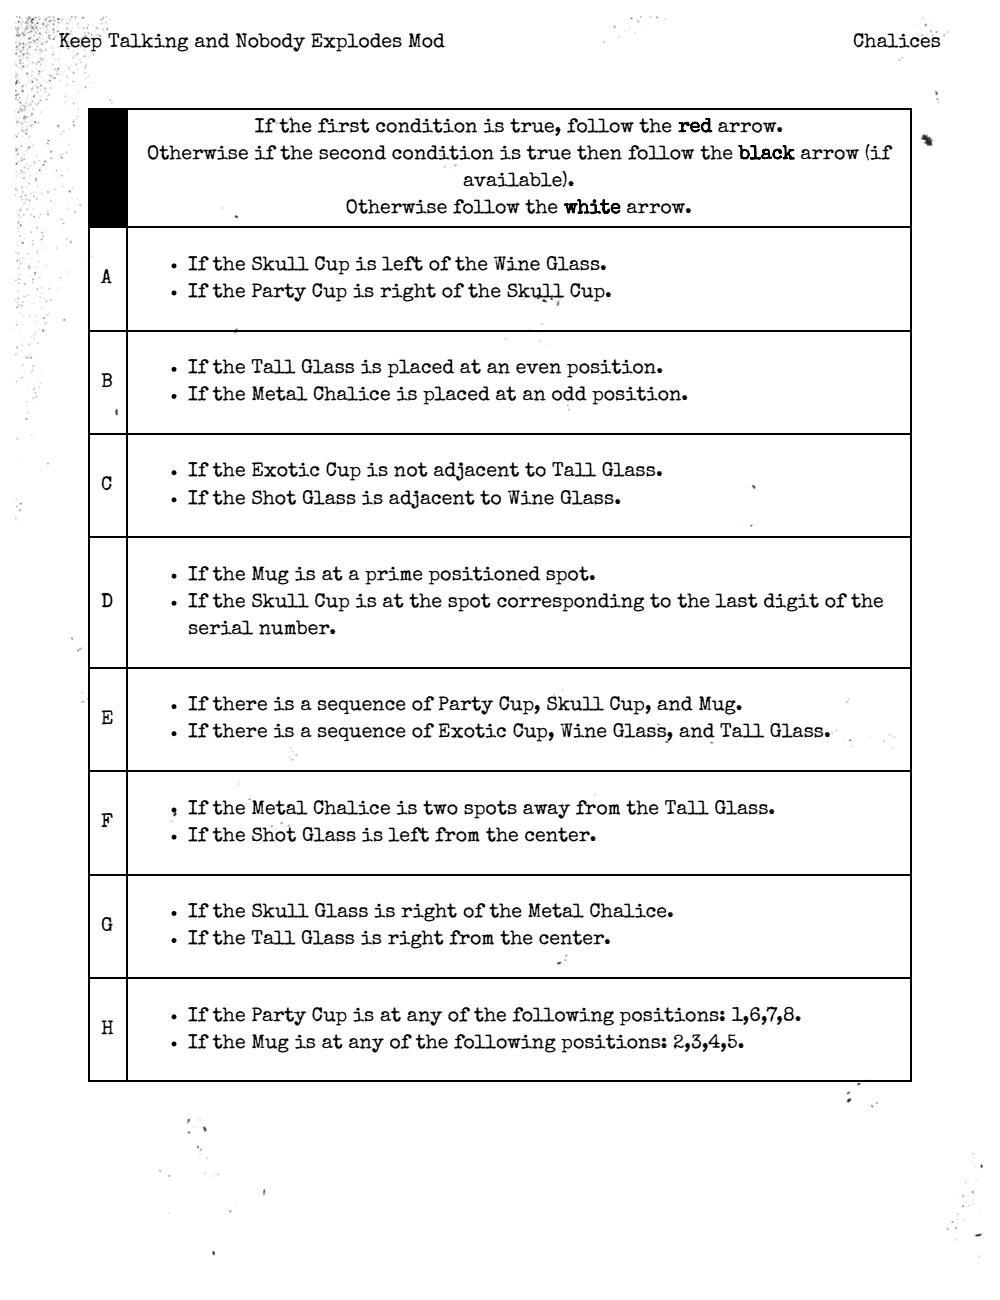 Keep Talking and Nobody Explodes Mod
Chalices
If the first condition is true, follow the red arrow.
Otherwise if the second condition is true then follow the black arrow (if
available).
Otherwise follow the white arrow.
A
• If the Skull Cup is left of the Wine Glass.
• If the Party Cup is right of the Skull Cup.
B
• If the Tall Glass is placed at an even position.
• If the Metal Chalice is placed at an odd position.
C
• If the Exotic Cup is not adjacent to Tall Glass.
• If the Shot Glass is adjacent to Wine Glass.
D
• If the Mug is at a prime positioned spot.
• If the Skull Cup is at the spot corresponding to the last digit of the
serial number.
E
• If there is a sequence of Party Cup, Skull Cup, and Mug.
• If there is a sequence of Exotic Cup, Wine Glass, and Tall Glass.
F
• If the Metal Chalice is two spots away from the Tall Glass.
• If the Shot Glass is left from the center.
G
• If the Skull Glass is right of the Metal Chalice.
• If the Tall Glass is right from the center.
H
• If the Party Cup is at any of the following positions: 1,6,7,8.
• If the Mug is at any of the following positions: 2,3,4,5.